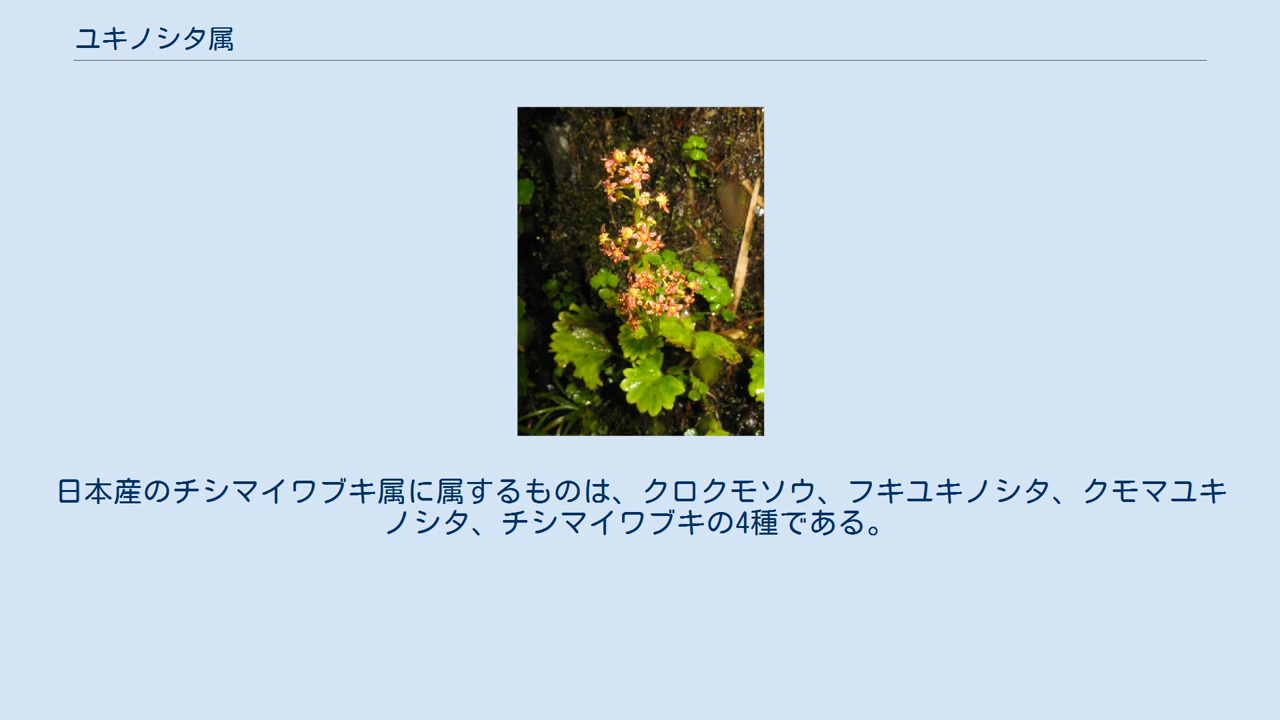 ユキノシタ属
日本産のチシマイワブキ属に属するものは、クロクモソウ、フキユキノシタ、クモマユキ
ノシタ、チシマイワブキの4種である。